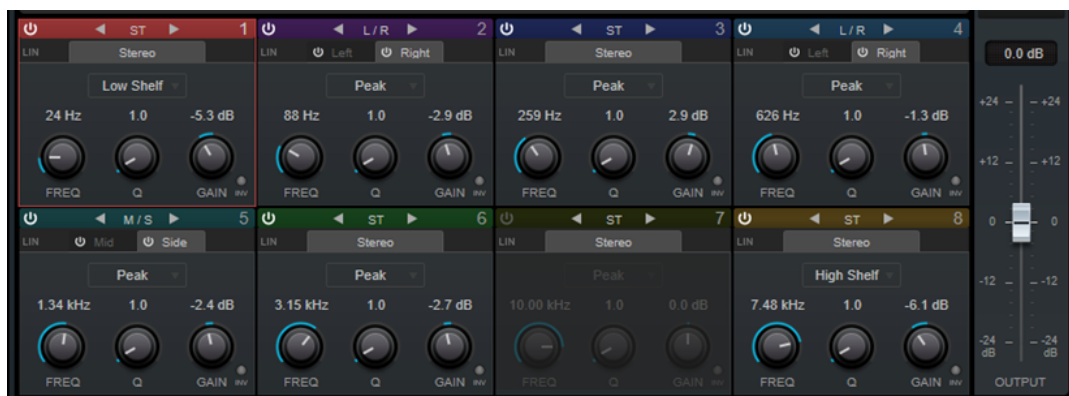 ST 1
LIN Stereo
Low Shelf
24 Hz 1.0 -5.3 dB
FREQ Q GAIN INV
L / R 2
LIN Left Right
Peak
88 Hz 1.0 -2.9 dB
FREQ Q GAIN INV
ST 3
LIN Stereo
Peak
259 Hz 1.0 2.9 dB
FREQ Q GAIN INV
L / R 4
LIN Left Right
Peak
626 Hz 1.0 -1.3 dB
FREQ Q GAIN INV
M / S 5
LIN Mid Side
Peak
1.34 kHz 1.0 -2.4 dB
FREQ Q GAIN INV
ST 6
LIN Stereo
Peak
3.15 kHz 1.0 -2.7 dB
FREQ Q GAIN INV
ST 7
LIN Stereo
Peak
10.00 kHz 1.0 0.0 dB
FREQ Q GAIN INV
ST 8
LIN Stereo
High Shelf
7.48 kHz 1.0 -6.1 dB
FREQ Q GAIN INV
0.0 dB
+24 +24
+12 +12
0 0
-12 -12
-24 -24
dB dB
OUTPUT